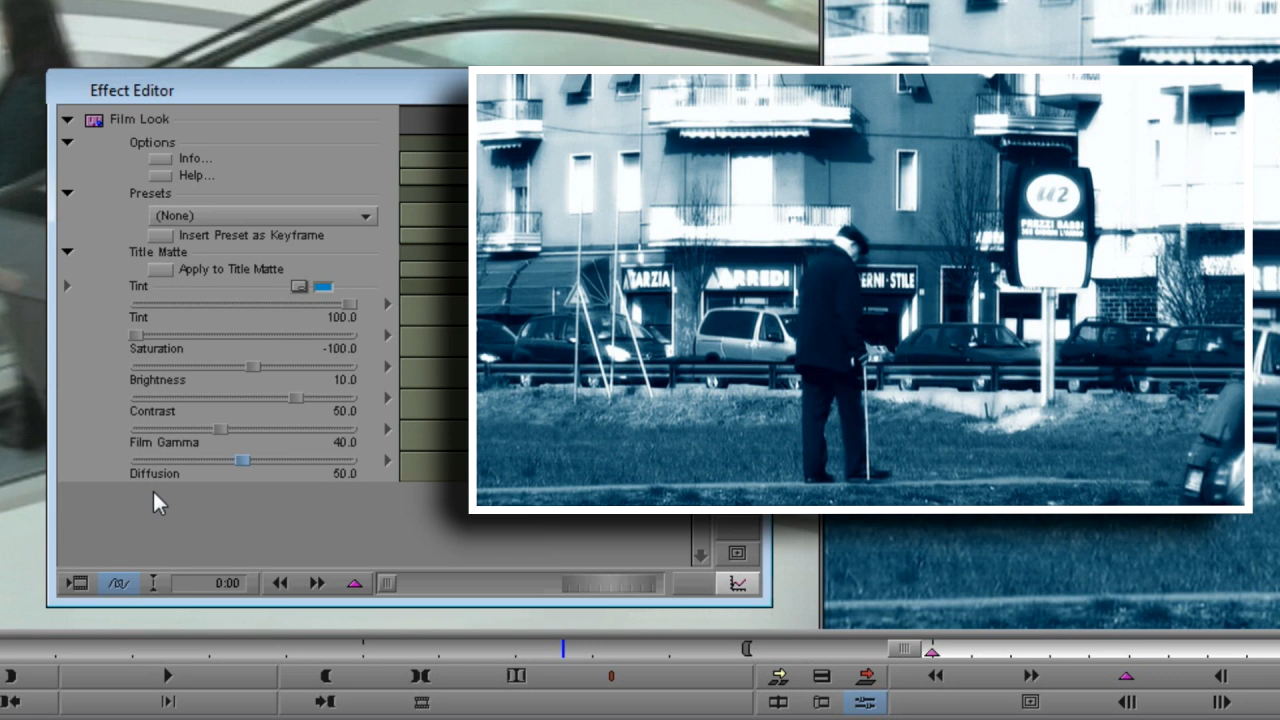 Effect Editor
Film Look
Options
Info...
Help...
Presets
(None)
Insert Preset as Keyframe
Title Matte
Apply to Title Matte
Tint
Tint 100.0
Saturation -100.0
Brightness 10.0
Contrast 50.0
Film Gamma 40.0
Diffusion 50.0
0:00
U2
PREZZI BASSI
TARZIA
ARREDI
ERNI-STILE